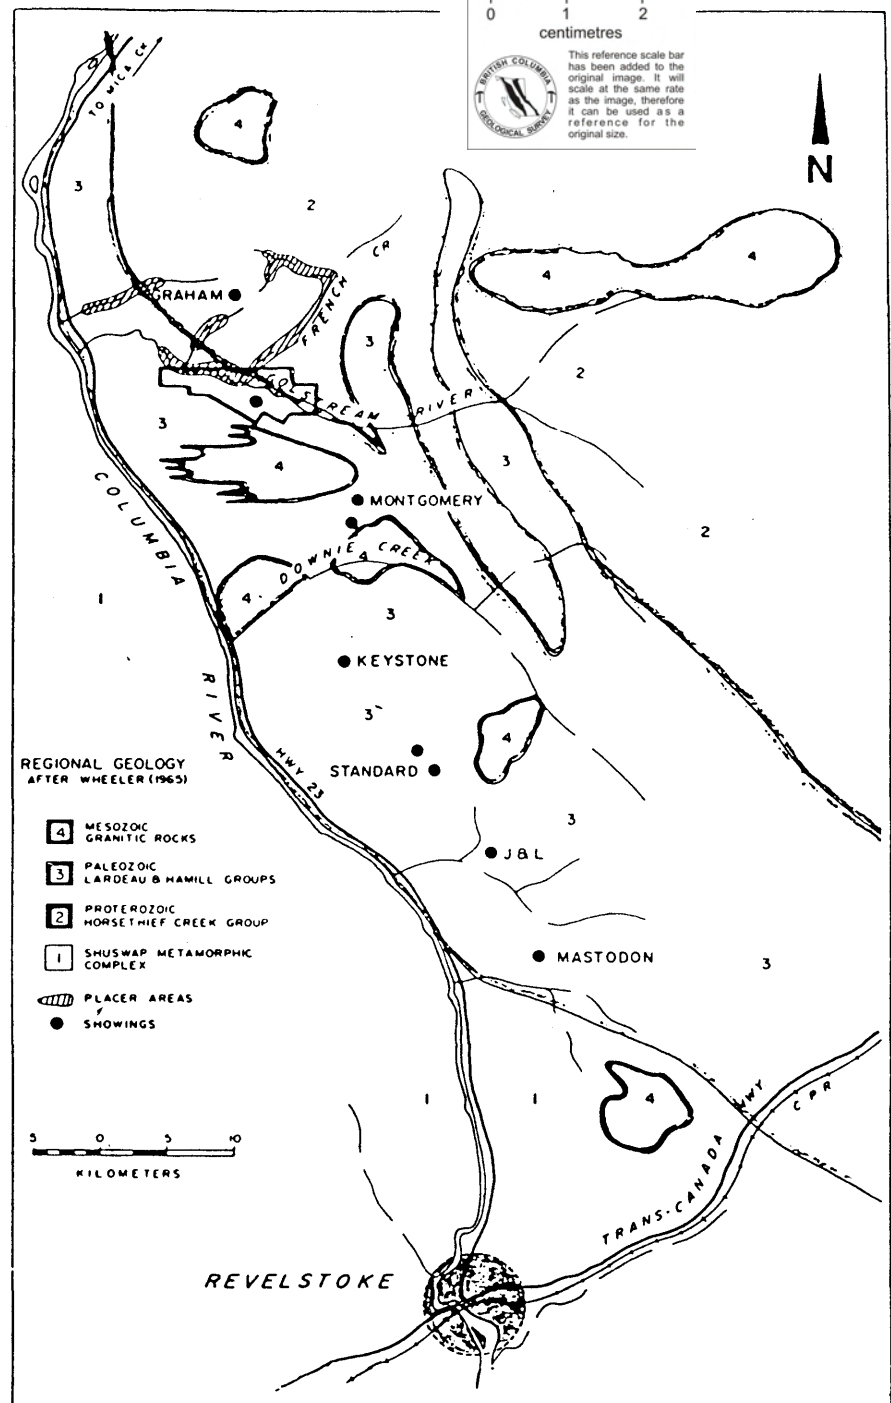 0 1 2
centimetres
BRITISH COLUMBIA
GEOLOGICAL SURVEY
This reference scale bar
has been added to the
original image. It will
scale at the same rate
as the image, therefore
it can be used as a
reference for the
original size.
N
TO MICA CK
4
3
2
CR
FRENCH
4
4
GRAHAM
3
2
GOLDSTREAM RIVER
3
4
3
MONTGOMERY
2
COLUMBIA
DOWNIE CREEK
4
4
1
3
KEYSTONE
RIVER
3
4
HWY 23
STANDARD
3
J&L
MASTODON
3
REGIONAL GEOLOGY
AFTER WHEELER (1965)
4 MESOZOIC
GRANITIC ROCKS
3 PALEOZOIC
LARDEAU & HAMILL GROUPS
2 PROTEROZOIC
HORSETHIEF CREEK GROUP
1 SHUSWAP METAMORPHIC
COMPLEX
PLACER AREAS
SHOWINGS
1
1
4
HWY
CPR
5 0 5 10
KILOMETERS
TRANS-CANADA
REVELSTOKE